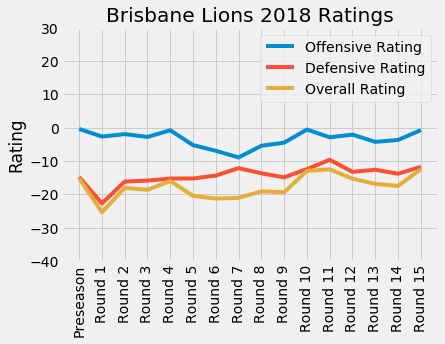 Brisbane Lions 2018 Ratings
Rating
30
20
10
0
−10
−20
−30
−40
Offensive Rating
Defensive Rating
Overall Rating
Preseason
Round 1
Round 2
Round 3
Round 4
Round 5
Round 6
Round 7
Round 8
Round 9
Round 10
Round 11
Round 12
Round 13
Round 14
Round 15